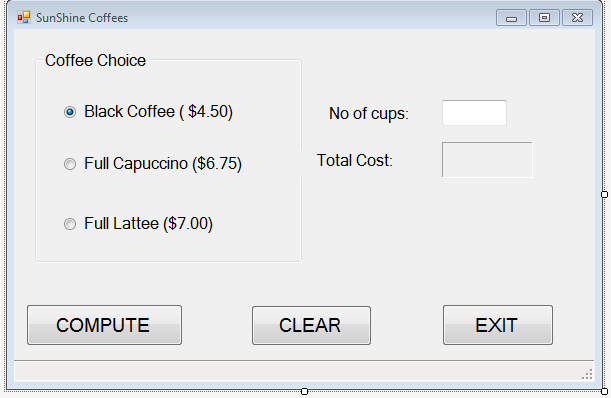 SunShine Coffees
Coffee Choice
Black Coffee ( $4.50)
No of cups:
Full Capuccino ($6.75)
Total Cost:
Full Lattee ($7.00)
COMPUTE
CLEAR
EXIT